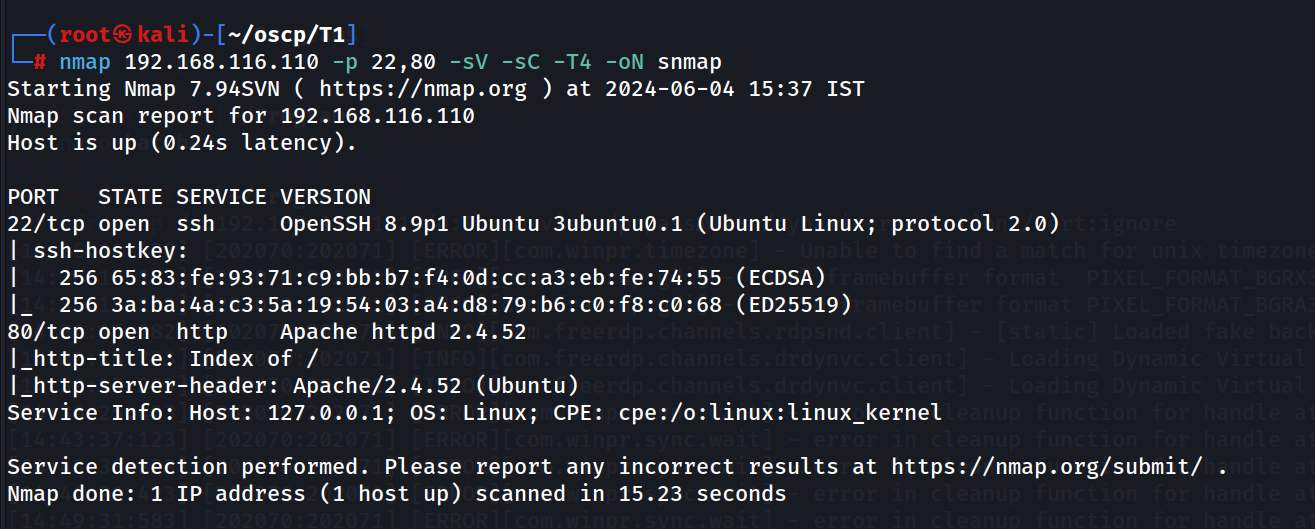 ┌──(root㉿kali)-[~/oscp/T1]
└─# nmap 192.168.116.110 -p 22,80 -sV -sC -T4 -oN snmap
Starting Nmap 7.94SVN ( https://nmap.org ) at 2024-06-04 15:37 IST
Nmap scan report for 192.168.116.110
Host is up (0.24s latency).

PORT   STATE SERVICE VERSION
22/tcp open  ssh     OpenSSH 8.9p1 Ubuntu 3ubuntu0.1 (Ubuntu Linux; protocol 2.0)
| ssh-hostkey:
|   256 65:83:fe:93:71:c9:bb:b7:f4:0d:cc:a3:eb:fe:74:55 (ECDSA)
|_  256 3a:ba:4a:c3:5a:19:54:03:a4:d8:79:b6:c0:f8:c0:68 (ED25519)
80/tcp open  http    Apache httpd 2.4.52
|_http-title: Index of /
|_http-server-header: Apache/2.4.52 (Ubuntu)
Service Info: Host: 127.0.0.1; OS: Linux; CPE: cpe:/o:linux:linux_kernel

Service detection performed. Please report any incorrect results at https://nmap.org/submit/ .
Nmap done: 1 IP address (1 host up) scanned in 15.23 seconds